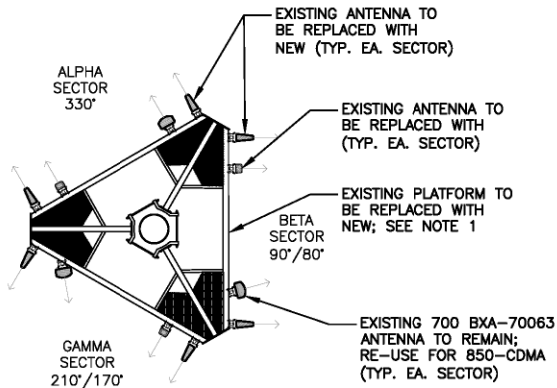 EXISTING ANTENNA TO
BE REPLACED WITH
NEW (TYP. EA. SECTOR)
ALPHA
SECTOR
330°
EXISTING ANTENNA TO
BE REPLACED WITH
(TYP. EA. SECTOR)
EXISTING PLATFORM TO
BE REPLACED WITH
NEW; SEE NOTE 1
BETA
SECTOR
90°/80°
EXISTING 700 BXA-70063
ANTENNA TO REMAIN;
RE-USE FOR 850-CDMA
(TYP. EA. SECTOR)
GAMMA
SECTOR
210°/170°